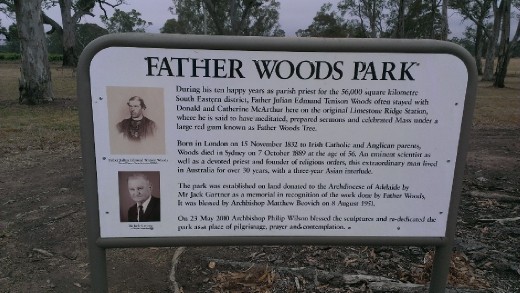 FATHER WOODS PARK
During his ten happy years as parish priest for the 56,000 square kilometre
South Eastern district, Father Julian Edmund Tenison Woods often stayed with
Donald and Catherine McArthur here on the original Limestone Ridge Station,
where he is said to have meditated, prepared sermons and celebrated Mass under a
large red gum known as Father Woods Tree.
Born in London on 15 November 1832 to Irish Catholic and Anglican parents,
Woods died in Sydney on 7 October 1889 at the age of 56. An eminent scientist as
well as a devoted priest and founder of religious orders, this extraordinary man lived
in Australia for over 30 years, with a three-year Asian interlude.
The park was established on land donated to the Archdiocese of Adelaide by
Mr Jack Gartner as a memorial in recognition of the work done by Father Woods.
It was blessed by Archbishop Matthew Beovich on 8 August 1951.
On 23 May 2010 Archbishop Philip Wilson blessed the sculptures and re-dedicated the
park as a place of pilgrimage, prayer and contemplation.